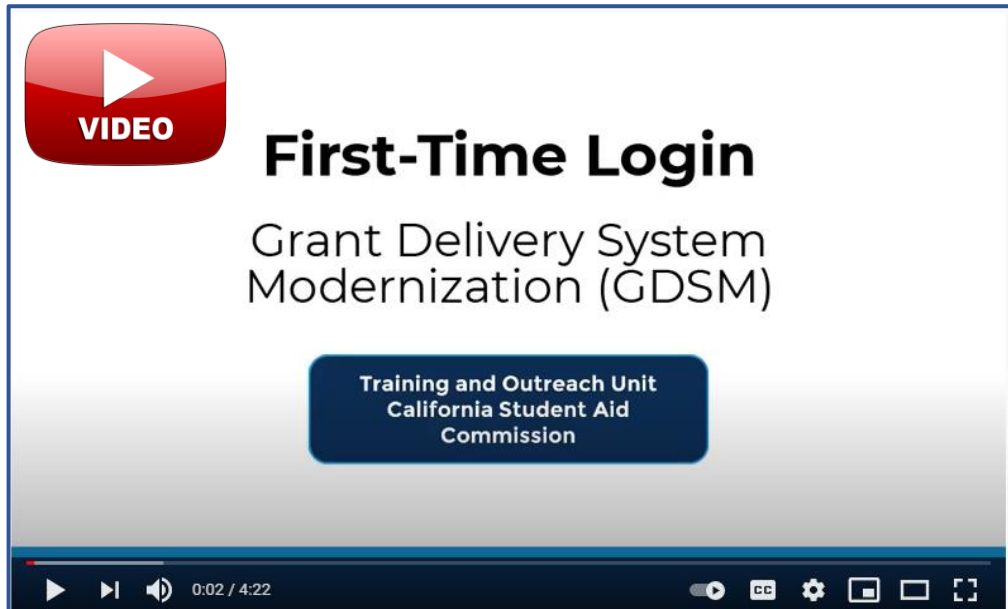 VIDEO
First-Time Login
Grant Delivery System
Modernization (GDSM)
Training and Outreach Unit
California Student Aid
Commission
0:02 / 4:22
CC